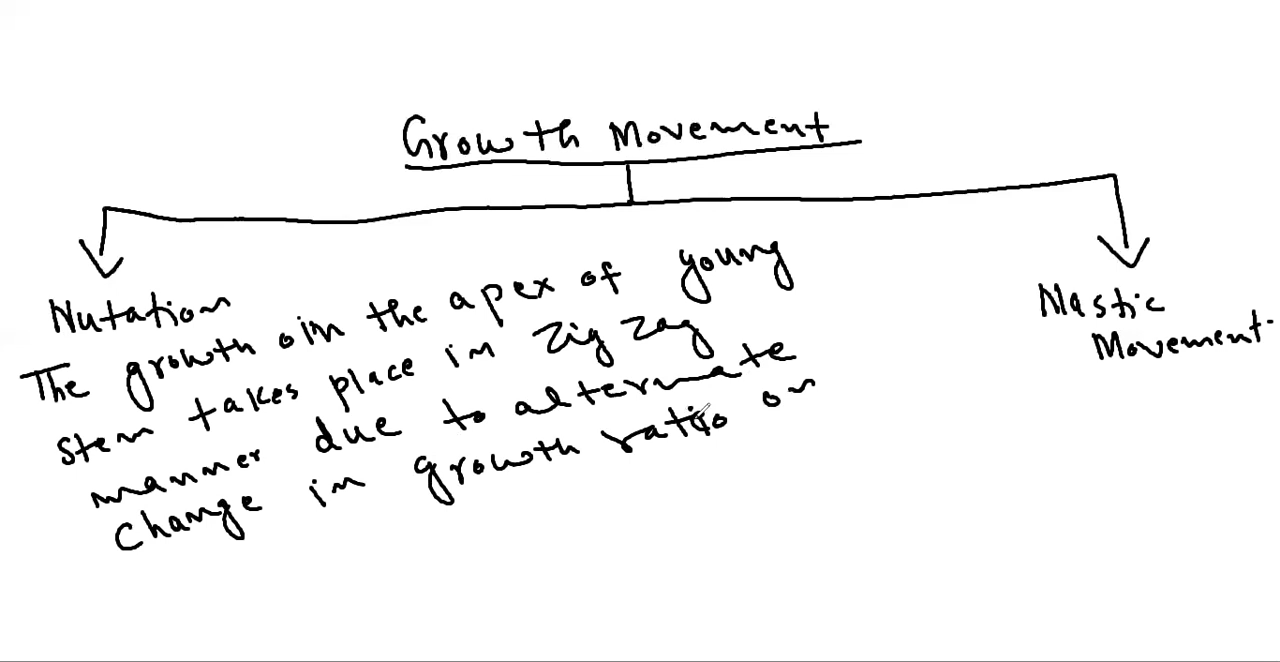 Growth Movement
Nutation
The growth oin the apex of young
stem takes place in zig zag
manner due to alternate
change in growth ratio on
Nastic
Movement.